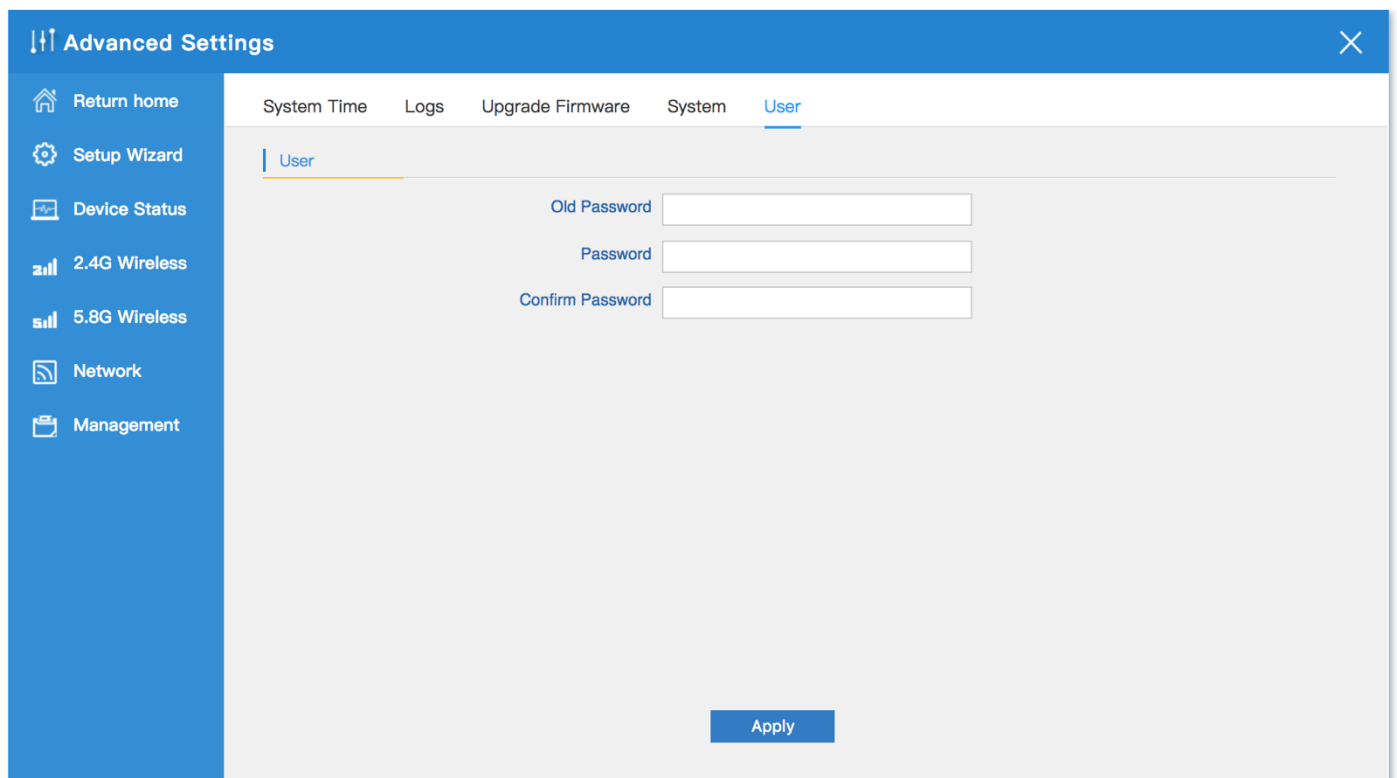 Advanced Settings
Return home
Setup Wizard
Device Status
2.4G Wireless
5.8G Wireless
Network
Management
System Time Logs Upgrade Firmware System User
User
Old Password
Password
Confirm Password
Apply